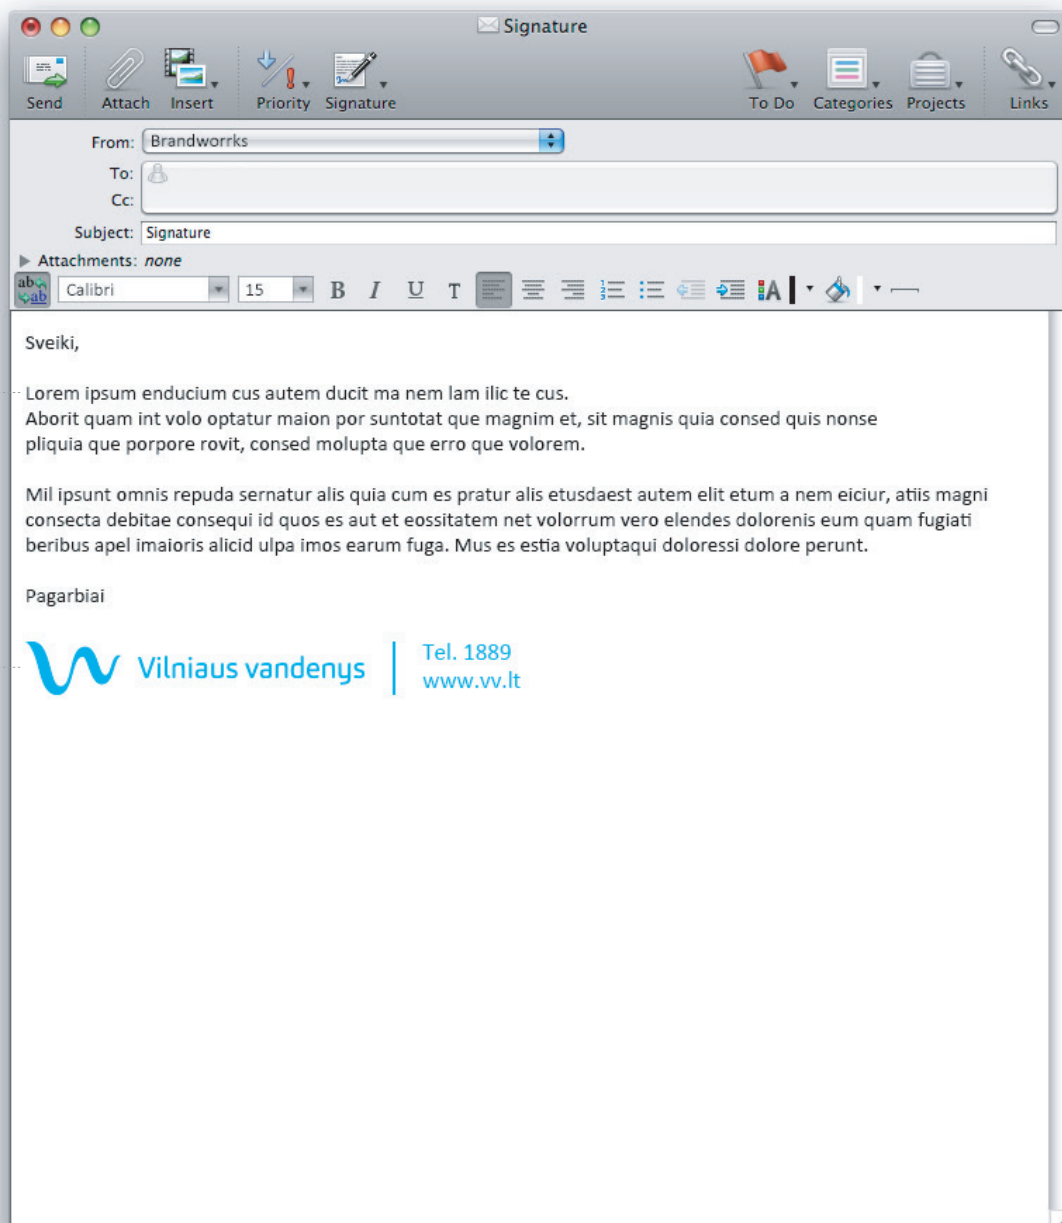 Signature
Send Attach Insert Priority Signature To Do Categories Projects Links
From: Brandworrks
To:
Cc:
Subject: Signature
Attachments: none
Calibri 15 B I U T
Sveiki,
Lorem ipsum enducium cus autem ducit ma nem lam ilic te cus.
Aborit quam int volo optatur maion por suntotat que magnim et, sit magnis quia consed quis nonse
pliquia que porpore rovit, consed molupta que erro que volorem.
Mil ipsunt omnis repuda sernatur alis quia cum es pratur alis etusdaest autem elit etum a nem eiciur, atiis magni
consecta debitae consequi id quos es aut et eossitatem net volorrum vero elendes dolorenis eum quam fugiati
beribus apel imaioris alicid ulpa imos earum fuga. Mus es estia voluptaqui doloressi dolore perunt.
Pagarbiai
Vilniaus vandenys
Tel. 1889
www.vv.lt